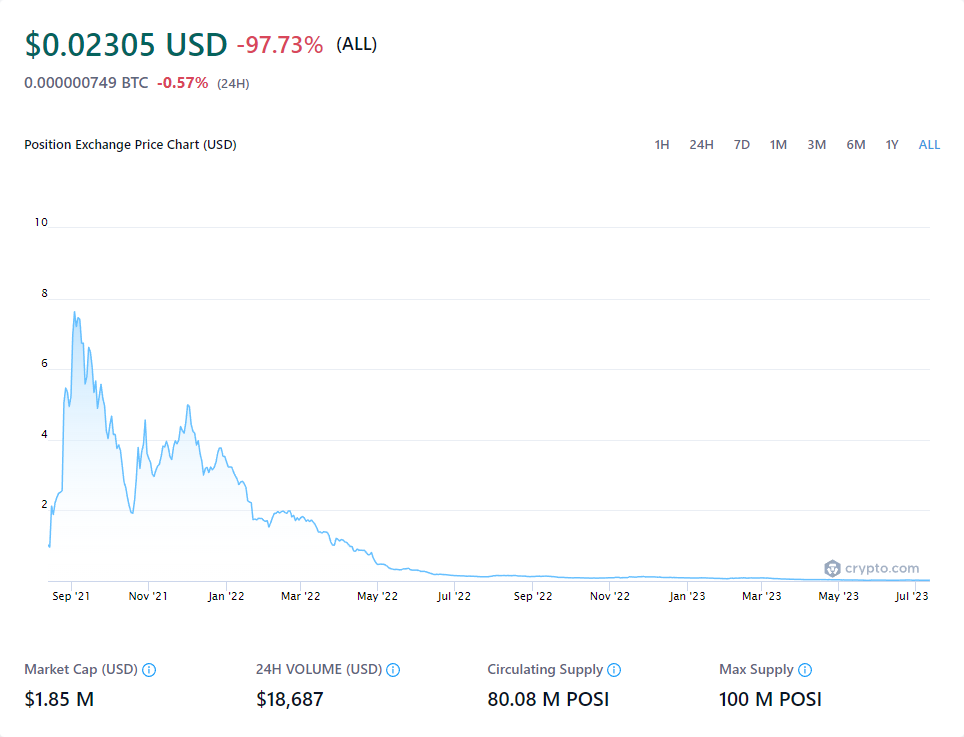 $0.02305 USD -97.73% (ALL)
0.000000749 BTC -0.57% (24H)
Position Exchange Price Chart (USD) 1H 24H 7D 1M 3M 6M 1Y ALL
10
8
6
4
2
crypto.com
Sep '21 Nov '21 Jan '22 Mar '22 May '22 Jul '22 Sep '22 Nov '22 Jan '23 Mar '23 May '23 Jul '23
Market Cap (USD) 24H VOLUME (USD) Circulating Supply Max Supply
$1.85 M $18,687 80.08 M POSI 100 M POSI